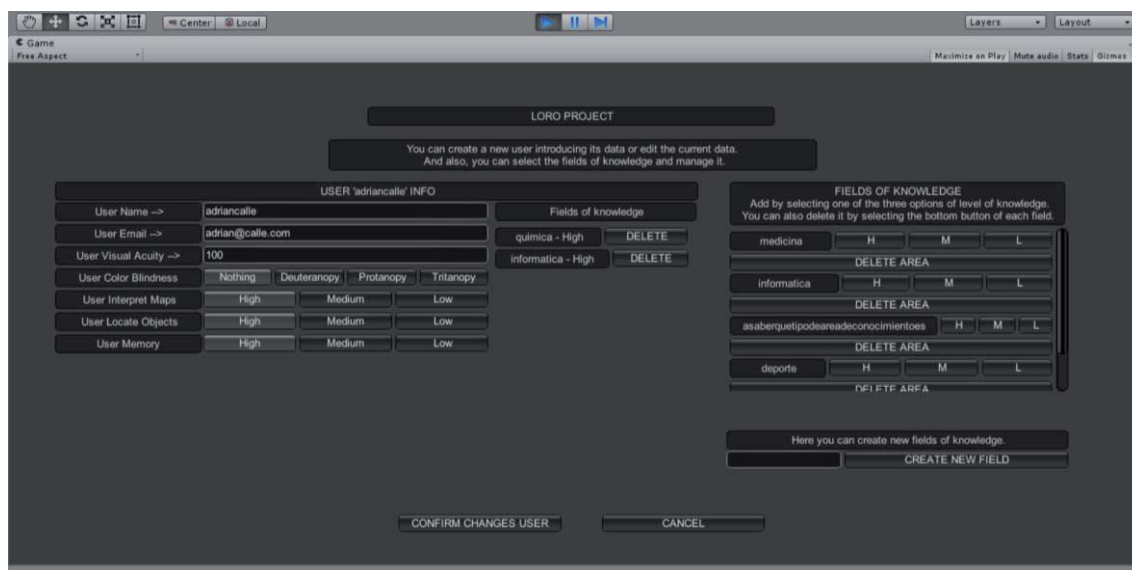 Center Local
Layers Layout
Game
Free Aspect
Maximize on Play Mute audio Stats Gizmos
LORO PROJECT
You can create a new user introducing its data or edit the current data.
And also, you can select the fields of knowledge and manage it.
USER 'adriancalle' INFO
User Name --> adriancalle
User Email --> adrian@calle.com
User Visual Acuity --> 100
User Color Blindness Nothing Deuteranopy Protanopy Tritanopy
User Interpret Maps High Medium Low
User Locate Objects High Medium Low
User Memory High Medium Low
Fields of knowledge
quimica - High DELETE
informatica - High DELETE
FIELDS OF KNOWLEDGE
Add by selecting one of the three options of level of knowledge.
You can also delete it by selecting the bottom button of each field.
medicina H M L
DELETE AREA
informatica H M L
DELETE AREA
asaberquetipodeareadeconocimientoes H M L
DELETE AREA
deporte H M L
DELETE AREA
Here you can create new fields of knowledge.
CREATE NEW FIELD
CONFIRM CHANGES USER CANCEL